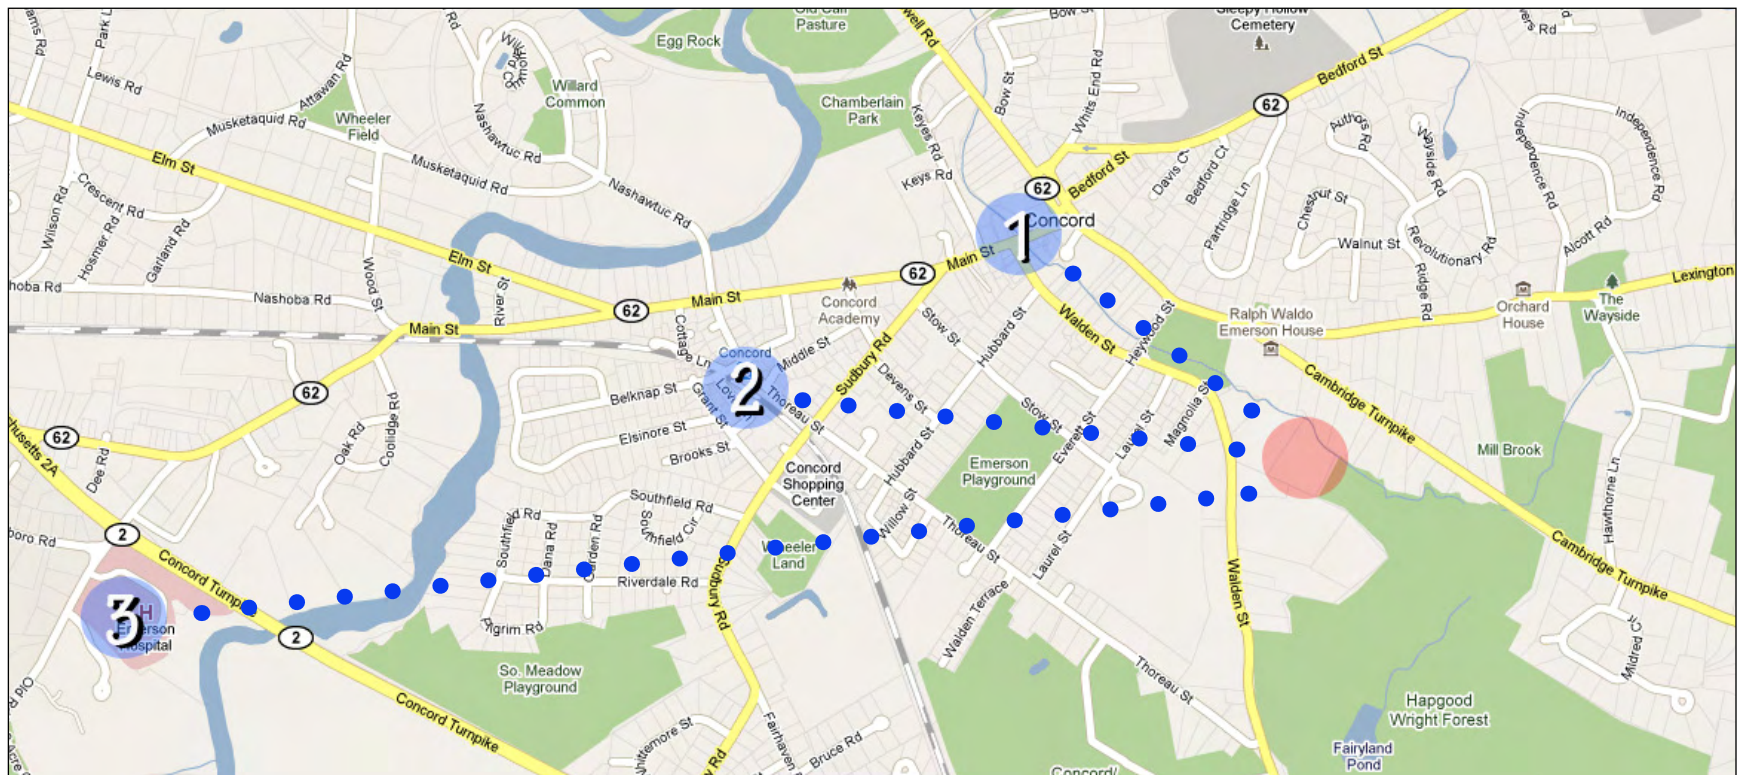 Park L
Lewis Rd
Attawan Rd
Wheeler
Field
Musketaquid Rd
Musketaquid Rd
Nashawtuc Rd
Nashawtuc Rd
Willard
Common
Egg Rock
Pasture
Chamberlain
Park
Keyes Rd
Keys Rd
Bow St
Bow St
Whits End Rd
Cemetery
Bedford St
62
62
Bedford St
Davis Ct
Bedford Ct
Partridge Ln
Authors Rd
Wayside Rd
Chestnut St
Walnut St
Revolutionary Rd
Ridge Rd
Independence Rd
Independence Rd
Alcott Rd
Elm St
Crescent Rd
Wilson Rd
Hosmer Rd
Garland Rd
Nashoba Rd
Wood St
Elm St
River St
Main St
62
Main St
62
Main St
1
Concord
Concord
Academy
Cottage Ln
Middle St
Concord
2
Sudbury Rd
Stow St
Hubbard St
Walden St
Heywood St
Ralph Waldo
Emerson House
Orchard
House
The
Wayside
Lexington
Cambridge Turnpike
62
62
Dee Rd
Oak Rd
Coolidge Rd
Belknap St
Elsinore St
Brooks St
Grant St
Thoreau St
Devens St
Hubbard St
Stow St
Everett St
Laurel St
Magnolia St
Emerson
Playground
Concord
Shopping
Center
Mill Brook
Hawthorne Ln
Southfield Rd
Willow St
Thoreau St
Laurel St
Walden Terrace
Walden St
Cambridge Turnpike
2
Concord Turnpike
Dana Rd
Riverdale Rd
Pilgrim Rd
Wheeler
Land
Sudbury Rd
3
H
Emerson
Hospital
2
Concord Turnpike
So. Meadow
Playground
Thoreau St
Mildred Cir
Hapgood
Wright Forest
Fairyland
Pond
Whittemore St
Bruce Rd
Concord/